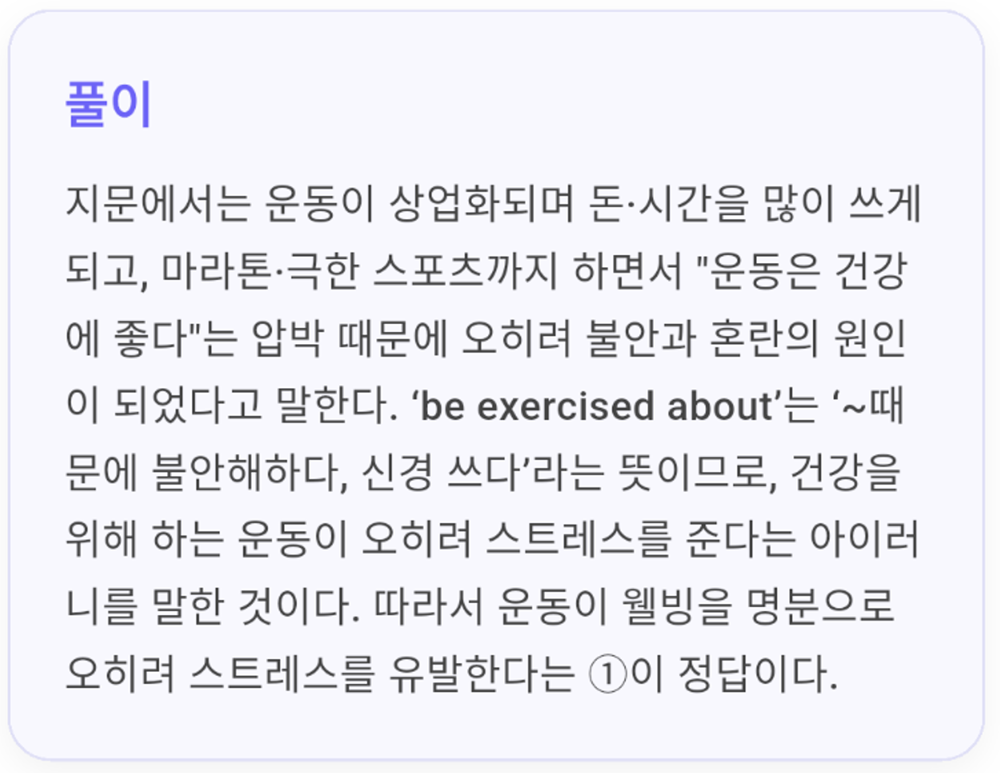 풀이
지문에서는 운동이 상업화되며 돈·시간을 많이 쓰게
되고, 마라톤·극한 스포츠까지 하면서 "운동은 건강
에 좋다"는 압박 때문에 오히려 불안과 혼란의 원인
이 되었다고 말한다. ‘be exercised about’는 ‘~때
문에 불안해하다, 신경 쓰다’라는 뜻이므로, 건강을
위해 하는 운동이 오히려 스트레스를 준다는 아이러
니를 말한 것이다. 따라서 운동이 웰빙을 명분으로
오히려 스트레스를 유발한다는 ①이 정답이다.